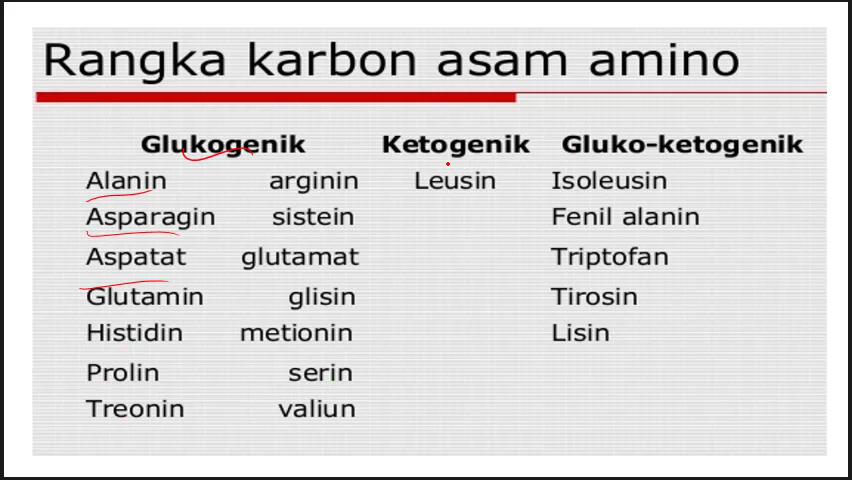 Rangka karbon asam amino
Glukogenik Ketogenik Gluko-ketogenik
Alanin arginin Leusin Isoleusin
Asparagin sistein Fenil alanin
Aspatat glutamat Triptofan
Glutamin glisin Tirosin
Histidin metionin Lisin
Prolin serin
Treonin valiun